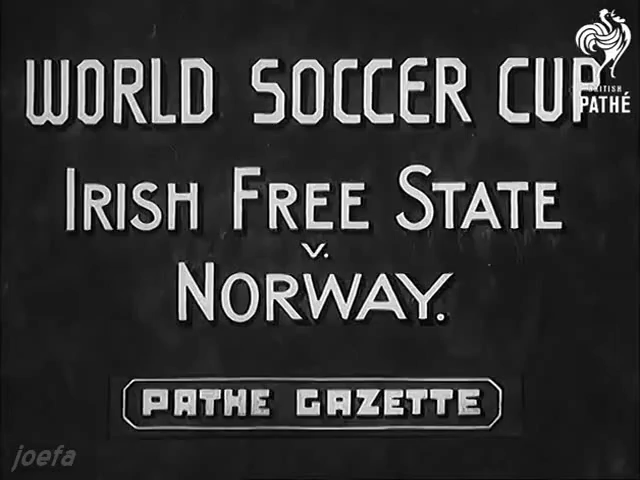 WORLD SOCCER CUP
BRITISH
PATHÉ
IRISH FREE STATE
v.
NORWAY.
PATHE GAZETTE
joefa